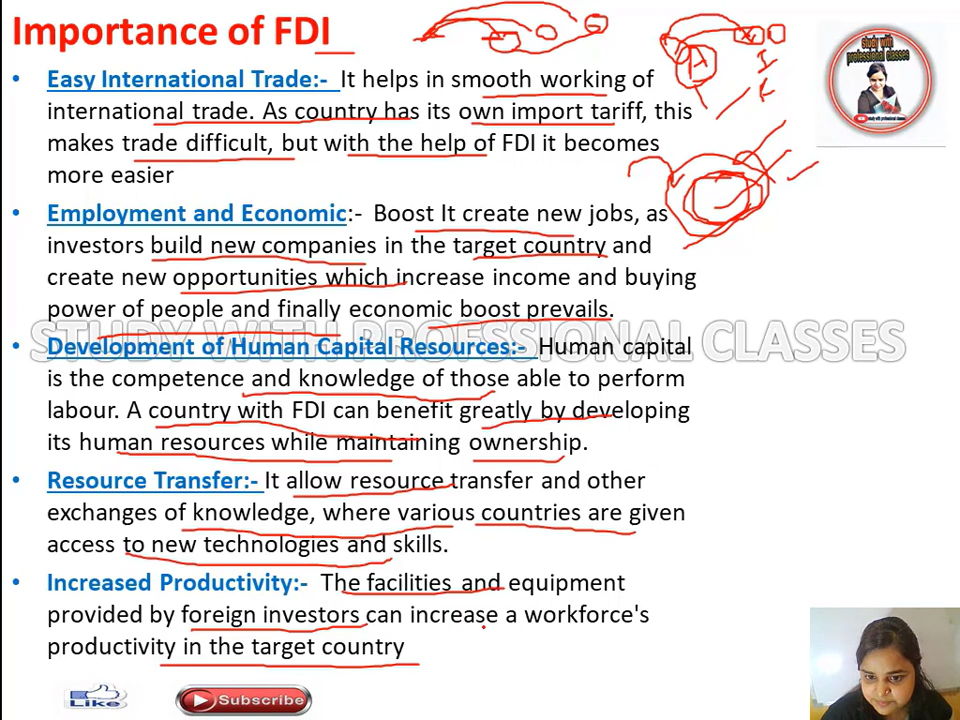 Importance of FDI
study with
professional classes
• Easy International Trade:- It helps in smooth working of
international trade. As country has its own import tariff, this
makes trade difficult, but with the help of FDI it becomes
more easier
• Employment and Economic:- Boost It create new jobs, as
investors build new companies in the target country and
create new opportunities which increase income and buying
power of people and finally economic boost prevails.
STUDY WITH PROFESSIONAL CLASSES
• Development of Human Capital Resources:- Human capital
is the competence and knowledge of those able to perform
labour. A country with FDI can benefit greatly by developing
its human resources while maintaining ownership.
• Resource Transfer:- It allow resource transfer and other
exchanges of knowledge, where various countries are given
access to new technologies and skills.
• Increased Productivity:- The facilities and equipment
provided by foreign investors can increase a workforce's
productivity in the target country
Like
Subscribe